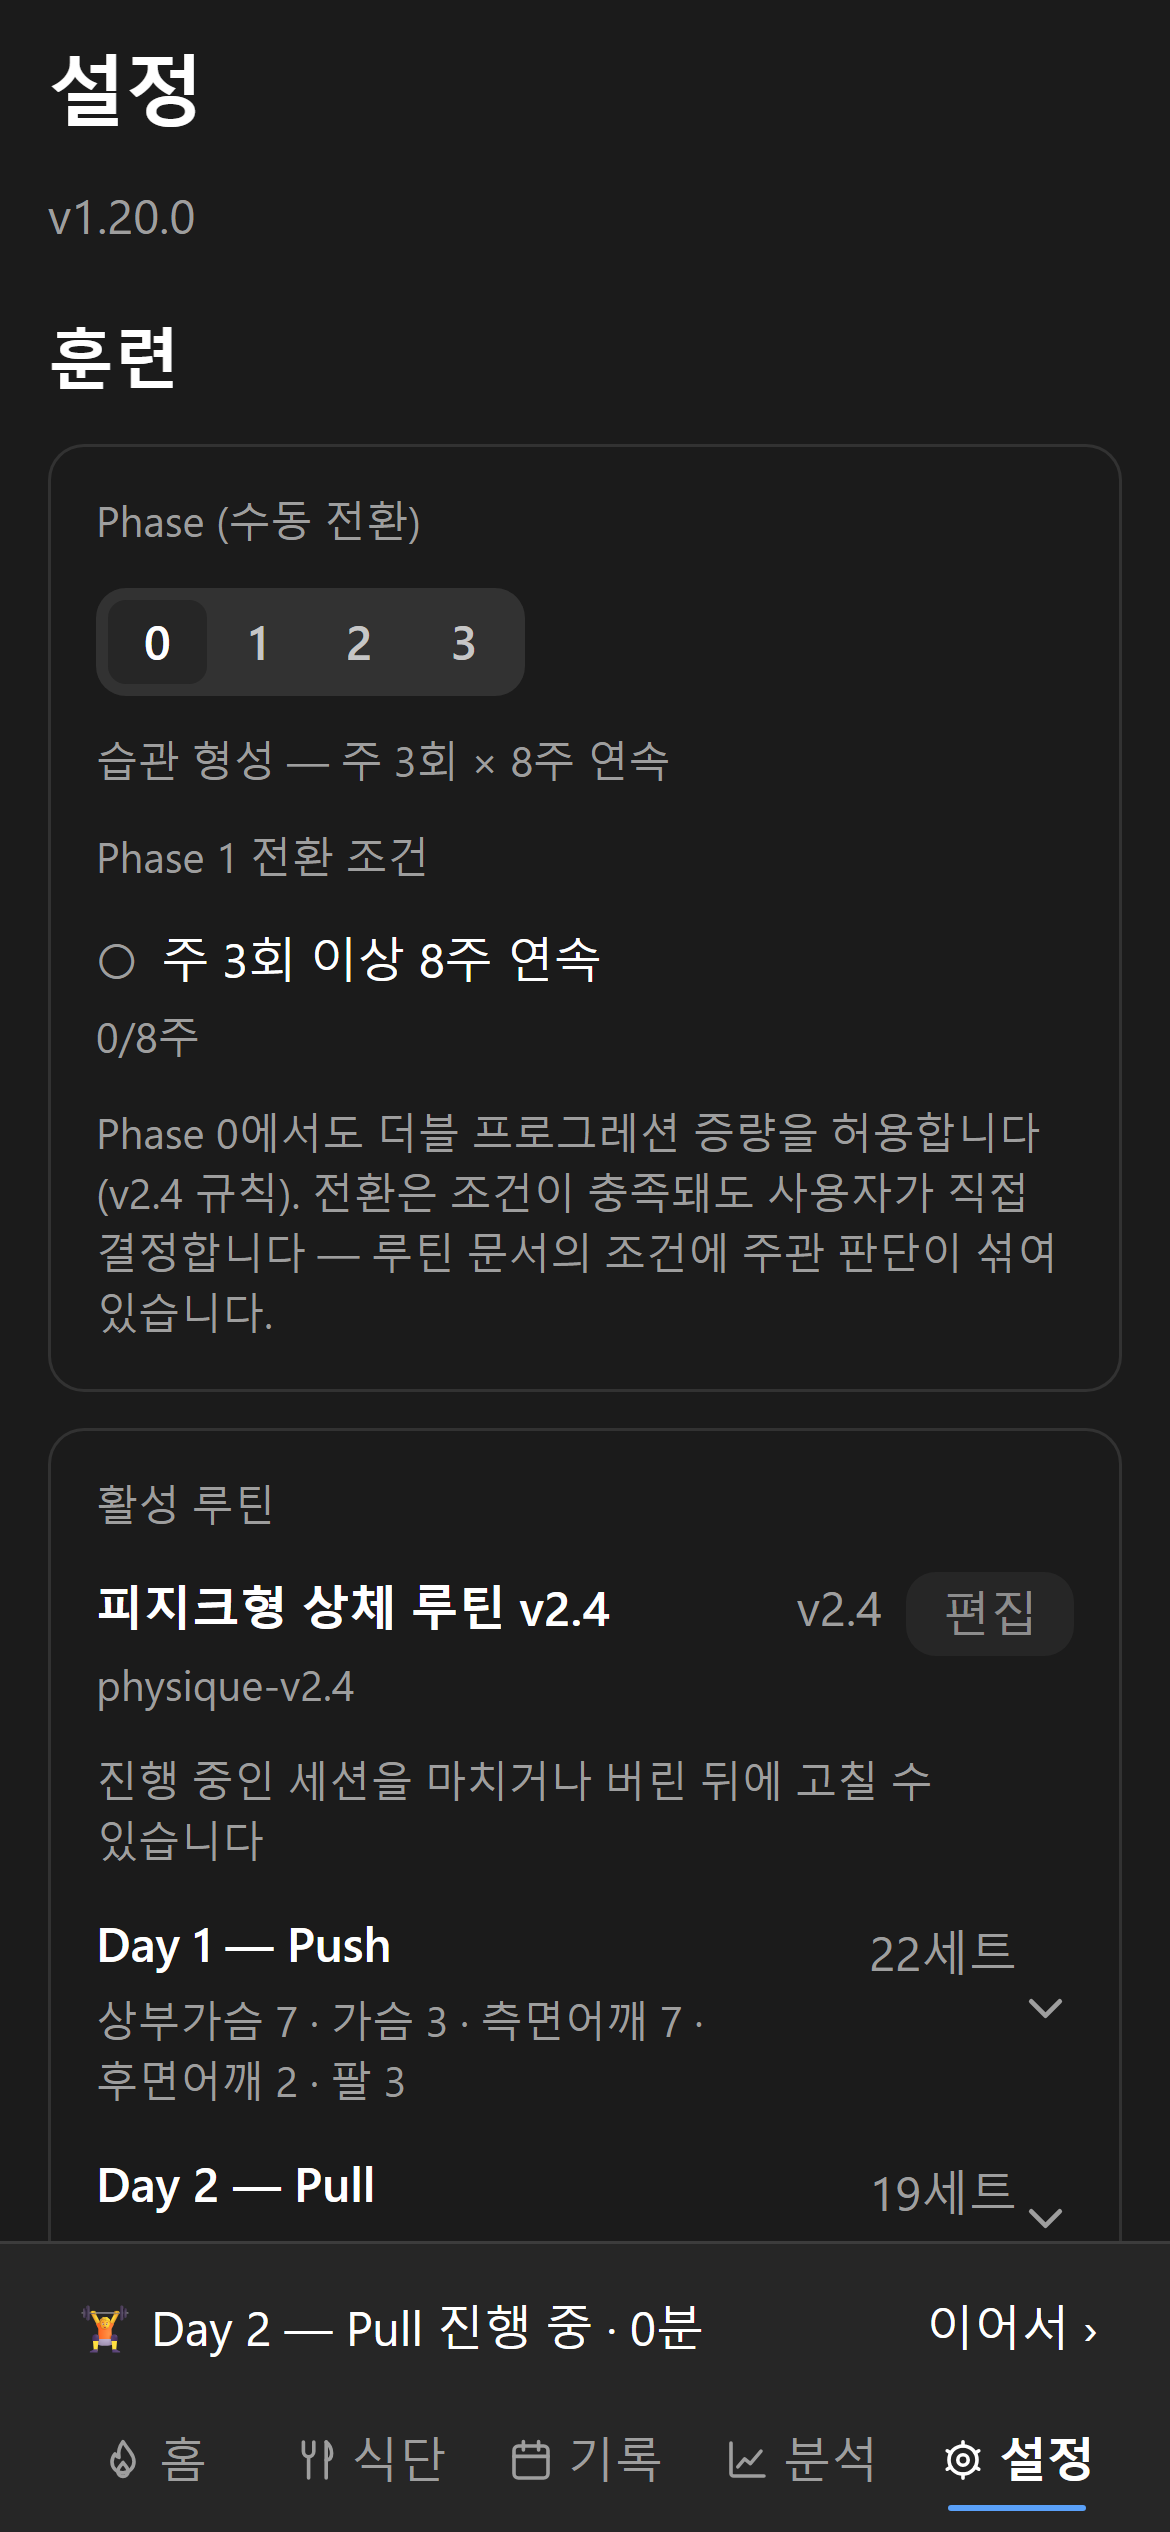 설정
v1.20.0
훈련
Phase (수동 전환)
0 1 2 3
습관 형성 — 주 3회 × 8주 연속
Phase 1 전환 조건
○ 주 3회 이상 8주 연속
0/8주
Phase 0에서도 더블 프로그레션 증량을 허용합니다
(v2.4 규칙). 전환은 조건이 충족돼도 사용자가 직접
결정합니다 — 루틴 문서의 조건에 주관 판단이 섞여
있습니다.
활성 루틴
피지크형 상체 루틴 v2.4 v2.4 편집
physique-v2.4
진행 중인 세션을 마치거나 버린 뒤에 고칠 수
있습니다
Day 1 — Push 22세트
상부가슴 7 · 가슴 3 · 측면어깨 7 ·
후면어깨 2 · 팔 3
Day 2 — Pull 19세트
🏋️ Day 2 — Pull 진행 중 · 0분 이어서 ›
홈 식단 기록 분석 설정